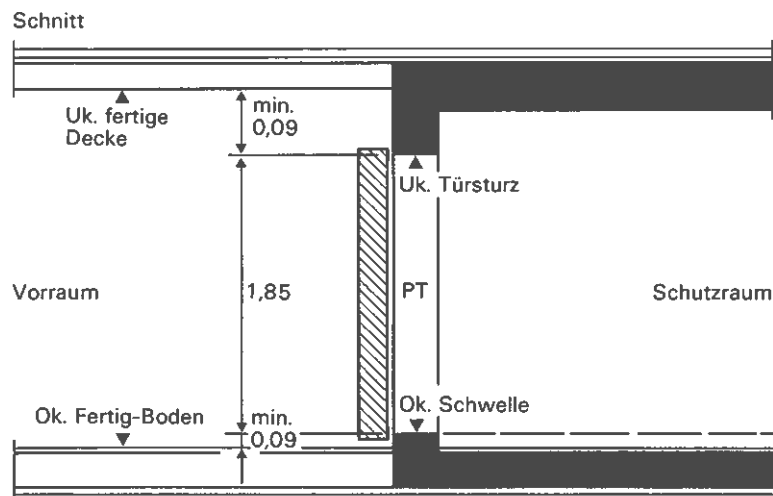 Schnitt
Uk. fertige
Decke
min.
0,09
Uk. Türsturz
Vorraum
1,85
PT
Schutzraum
Ok. Fertig-Boden
min.
0,09
Ok. Schwelle